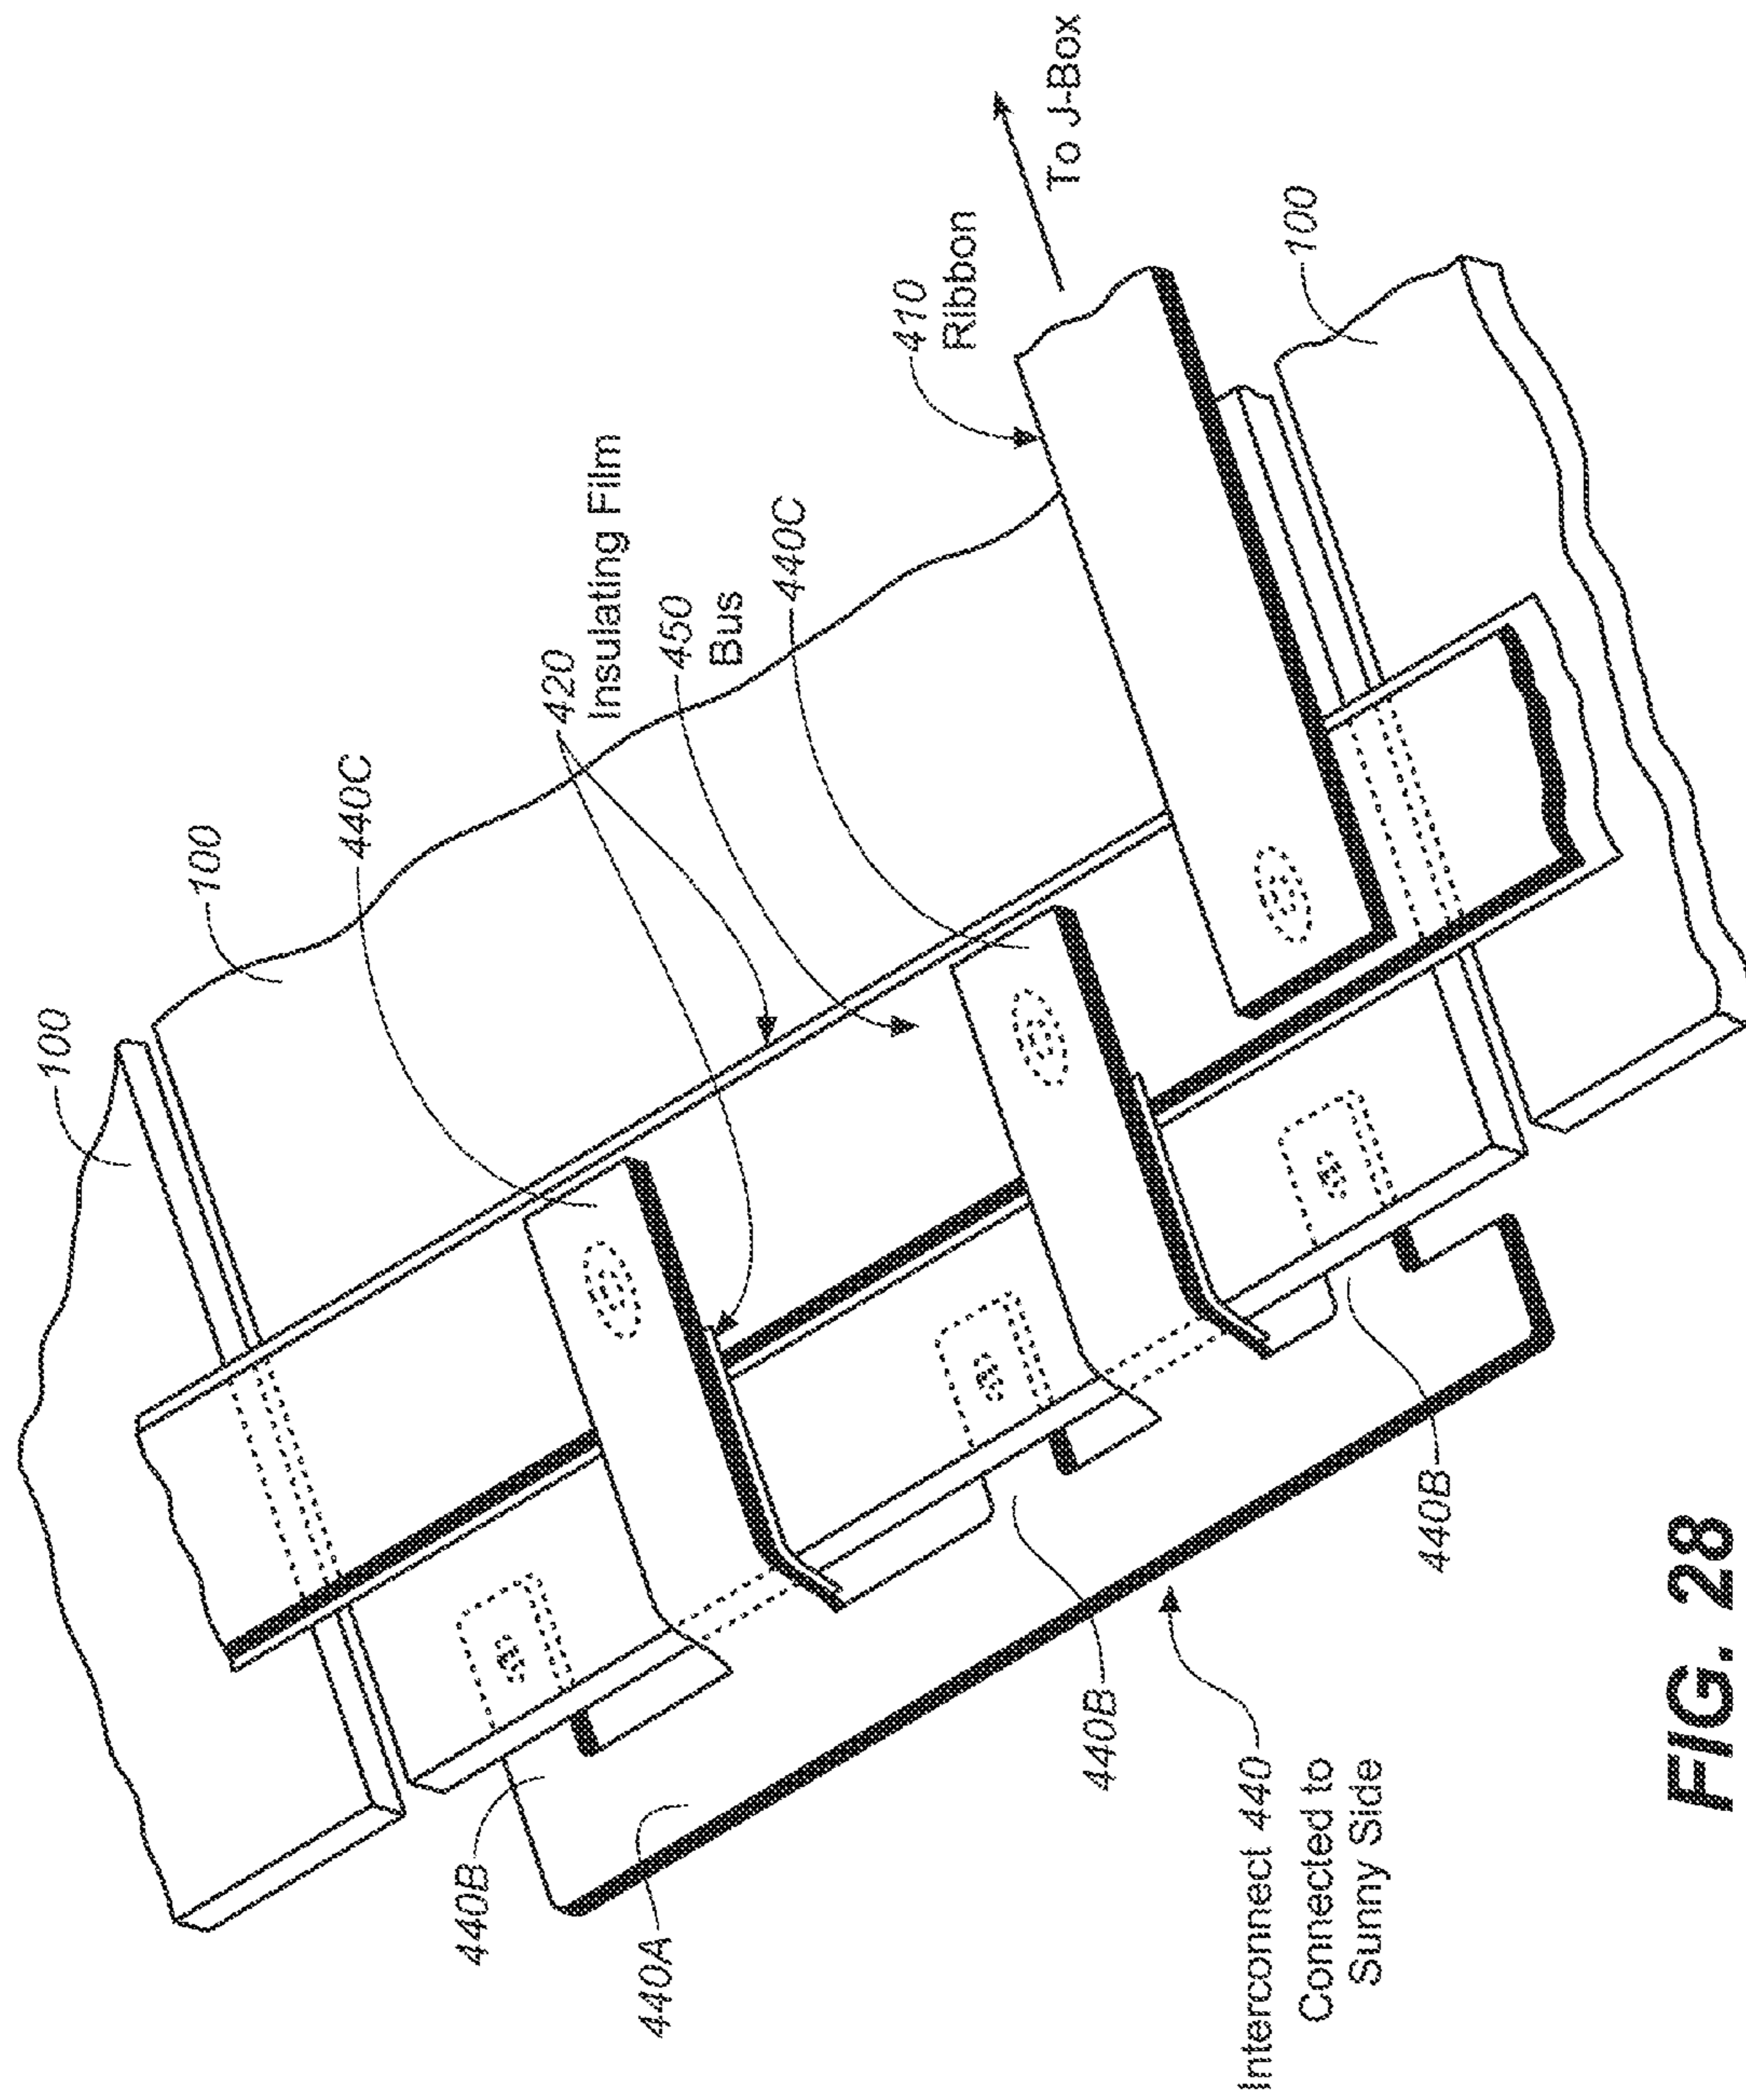 100
100
440C
420
Insulating Film
450
Bus
440C
410
Ribbon
To J-Box
100
440B
440A
Interconnect 440
Connected to
Sunny Side
440B
440B
FIG. 28